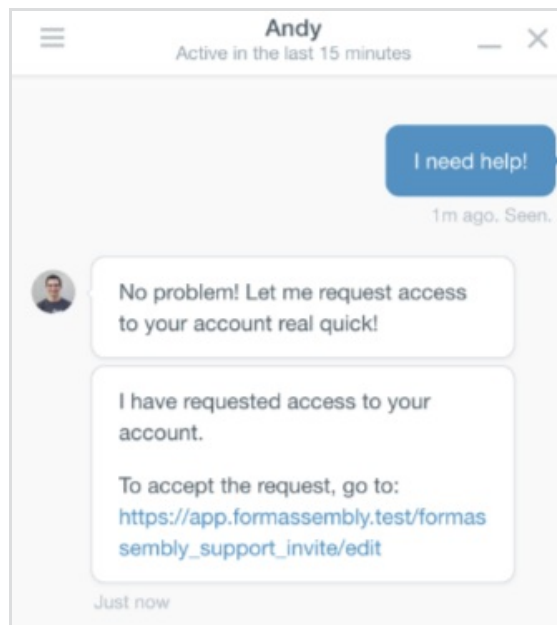 Andy
Active in the last 15 minutes
I need help!
1m ago. Seen.
No problem! Let me request access
to your account real quick!
I have requested access to your
account.
To accept the request, go to:
https://app.formassembly.test/formas
sembly_support_invite/edit
Just now